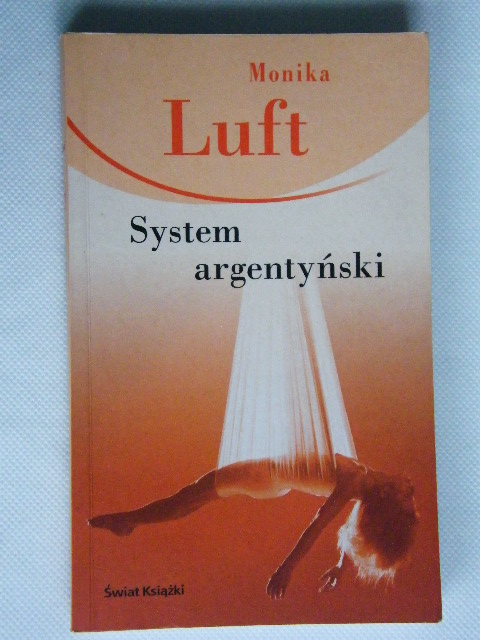 Monika
Luft
System
argentyński
Świat Książki